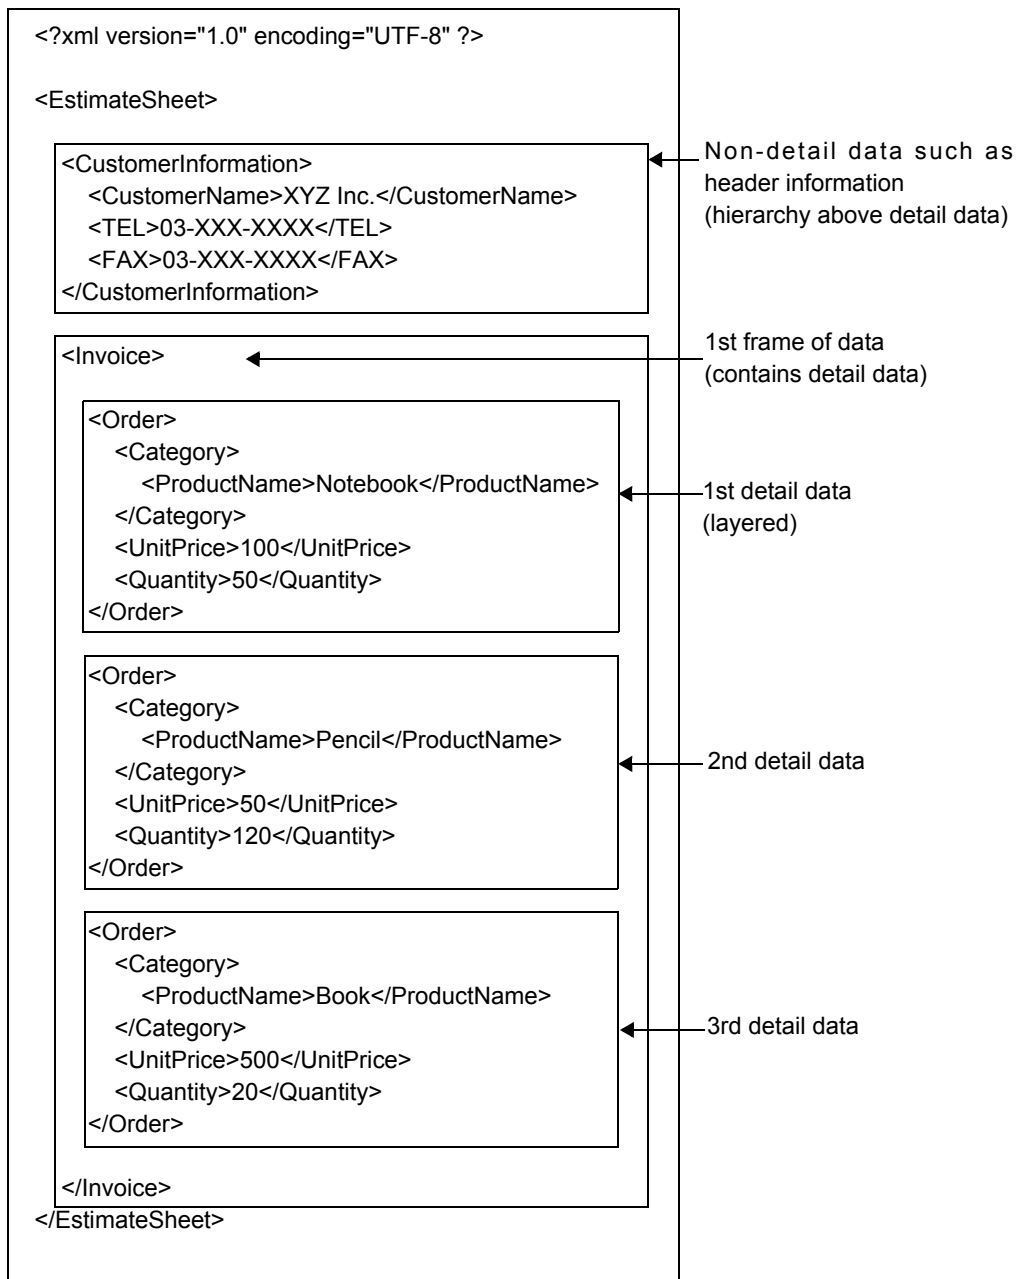 <?xml version="1.0" encoding="UTF-8" ?>
<EstimateSheet>
<CustomerInformation>
<CustomerName>XYZ Inc.</CustomerName>
<TEL>03-XXX-XXXX</TEL>
<FAX>03-XXX-XXXX</FAX>
</CustomerInformation>
Non-detail data such as
header information
(hierarchy above detail data)
<Invoice>
1st frame of data
(contains detail data)
<Order>
<Category>
<ProductName>Notebook</ProductName>
</Category>
<UnitPrice>100</UnitPrice>
<Quantity>50</Quantity>
</Order>
1st detail data
(layered)
<Order>
<Category>
<ProductName>Pencil</ProductName>
</Category>
<UnitPrice>50</UnitPrice>
<Quantity>120</Quantity>
</Order>
2nd detail data
<Order>
<Category>
<ProductName>Book</ProductName>
</Category>
<UnitPrice>500</UnitPrice>
<Quantity>20</Quantity>
</Order>
3rd detail data
</Invoice>
</EstimateSheet>